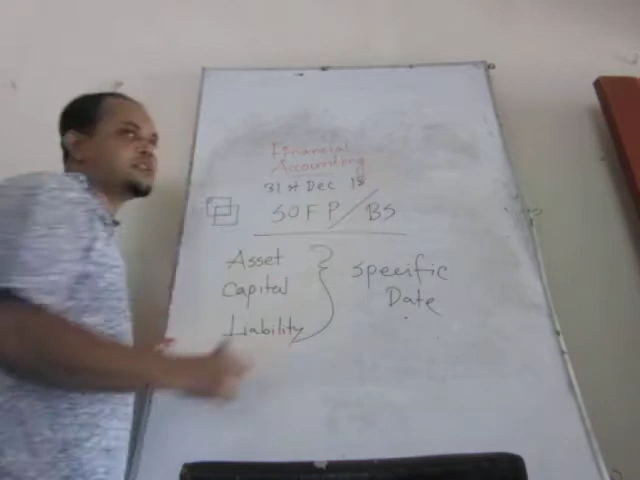 Financial
Accounting
31st Dec 18
SOFP/BS
Asset
Capital
Liability
Specific
Date